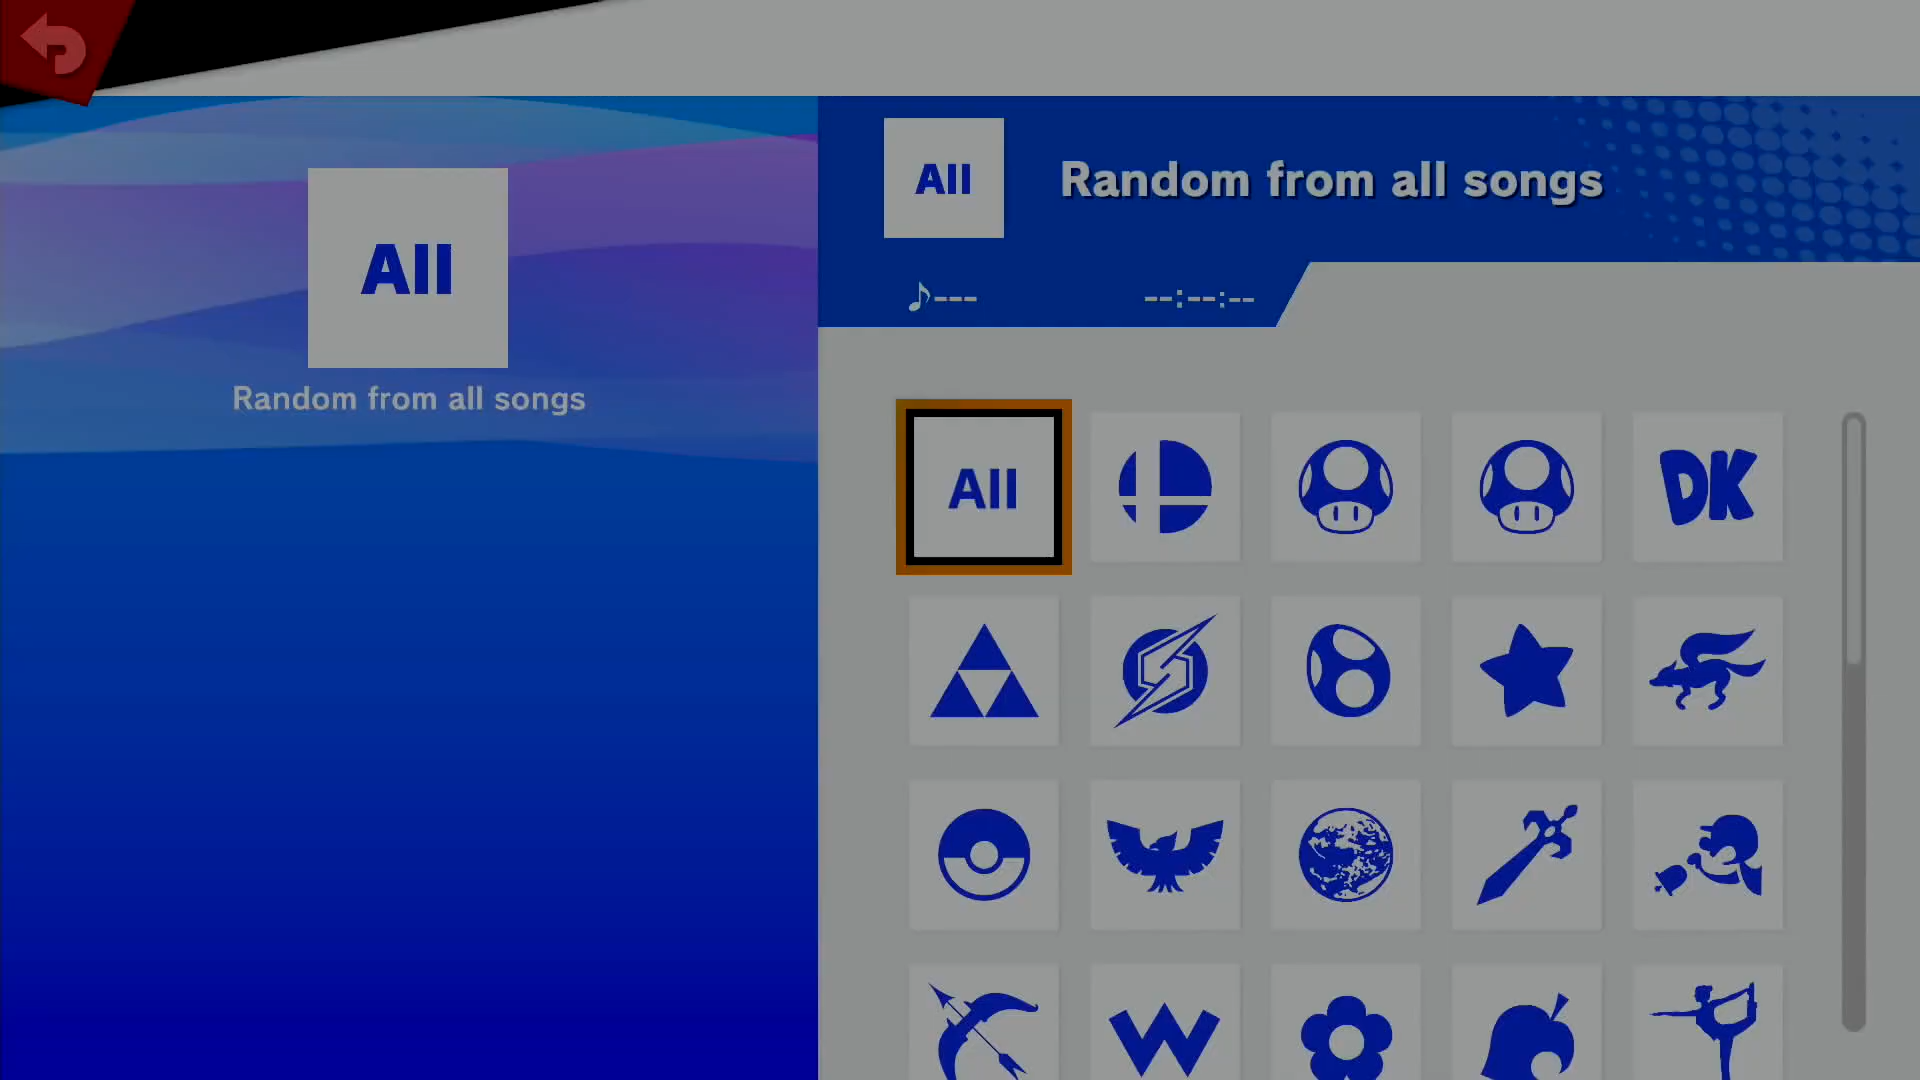 All
Random from all songs
All
Random from all songs
♪---
--:--:--
All
DK